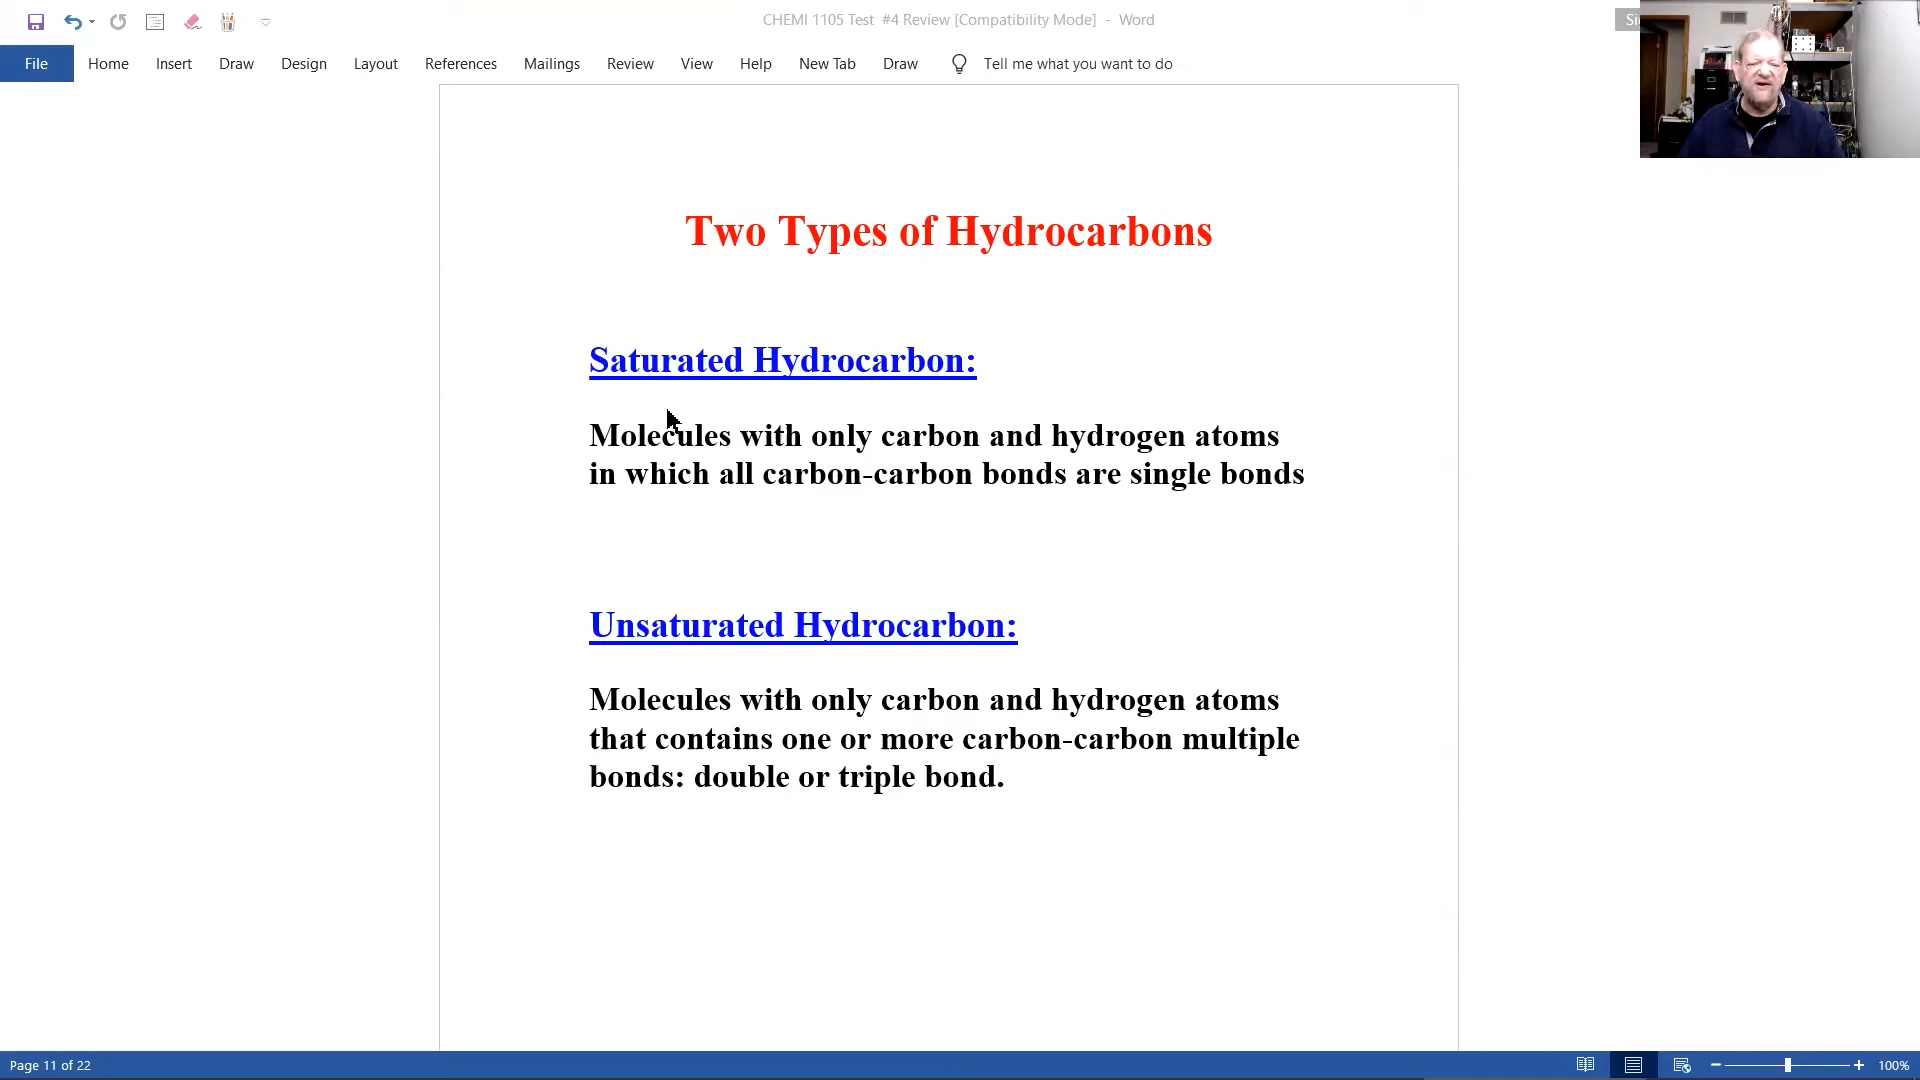 CHEMI 1105 Test #4 Review [Compatibility Mode] - Word
File Home Insert Draw Design Layout References Mailings Review View Help New Tab Draw Tell me what you want to do
Two Types of Hydrocarbons
Saturated Hydrocarbon:
Molecules with only carbon and hydrogen atoms
in which all carbon-carbon bonds are single bonds
Unsaturated Hydrocarbon:
Molecules with only carbon and hydrogen atoms
that contains one or more carbon-carbon multiple
bonds: double or triple bond.
Page 11 of 22
100%